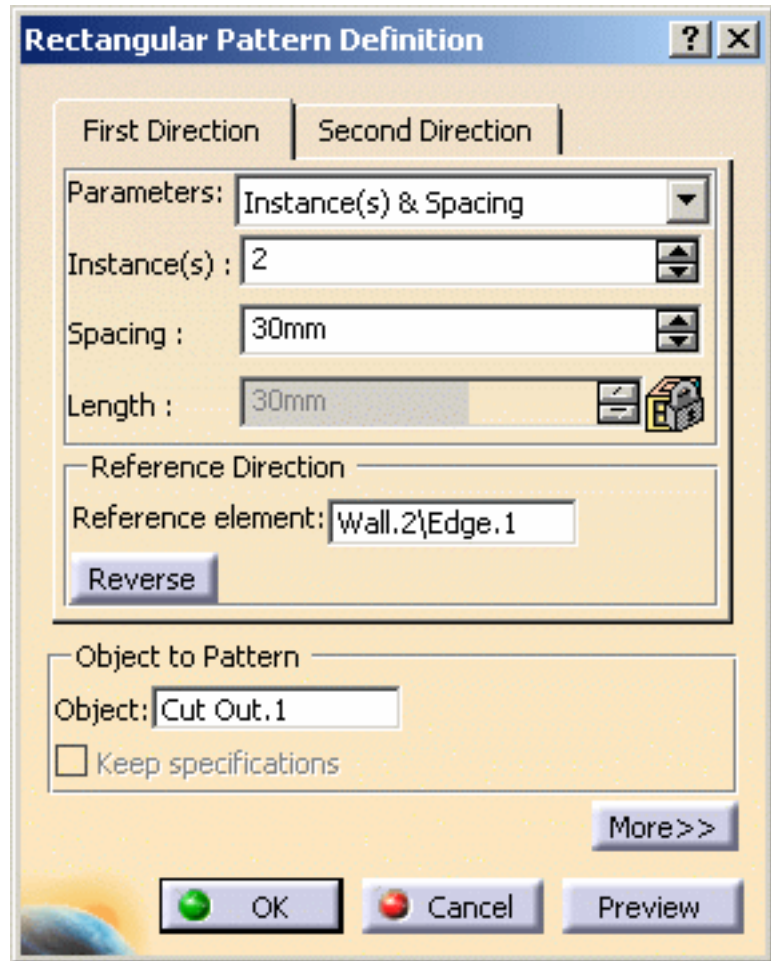 Rectangular Pattern Definition ? X
First Direction Second Direction
Parameters: Instance(s) & Spacing
Instance(s) : 2
Spacing : 30mm
Length : 30mm
Reference Direction
Reference element: Wall.2\Edge.1
Reverse
Object to Pattern
Object: Cut Out.1
Keep specifications
More>>
OK Cancel Preview